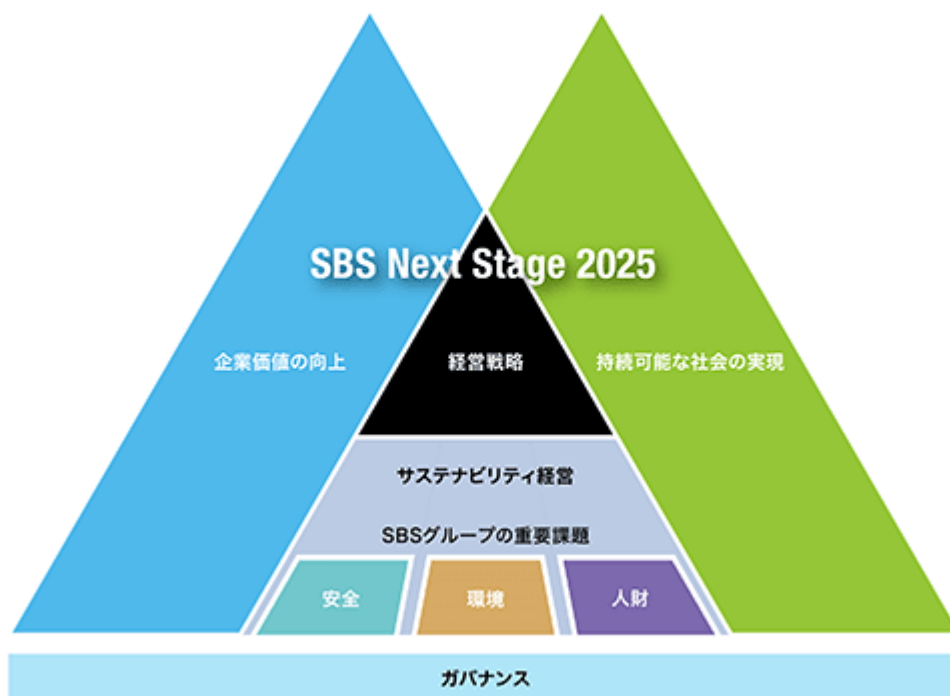 SBS Next Stage 2025
企業価値の向上
経営戦略
持続可能な社会の実現
サステナビリティ経営
SBSグループの重要課題
安全
環境
人財
ガバナンス